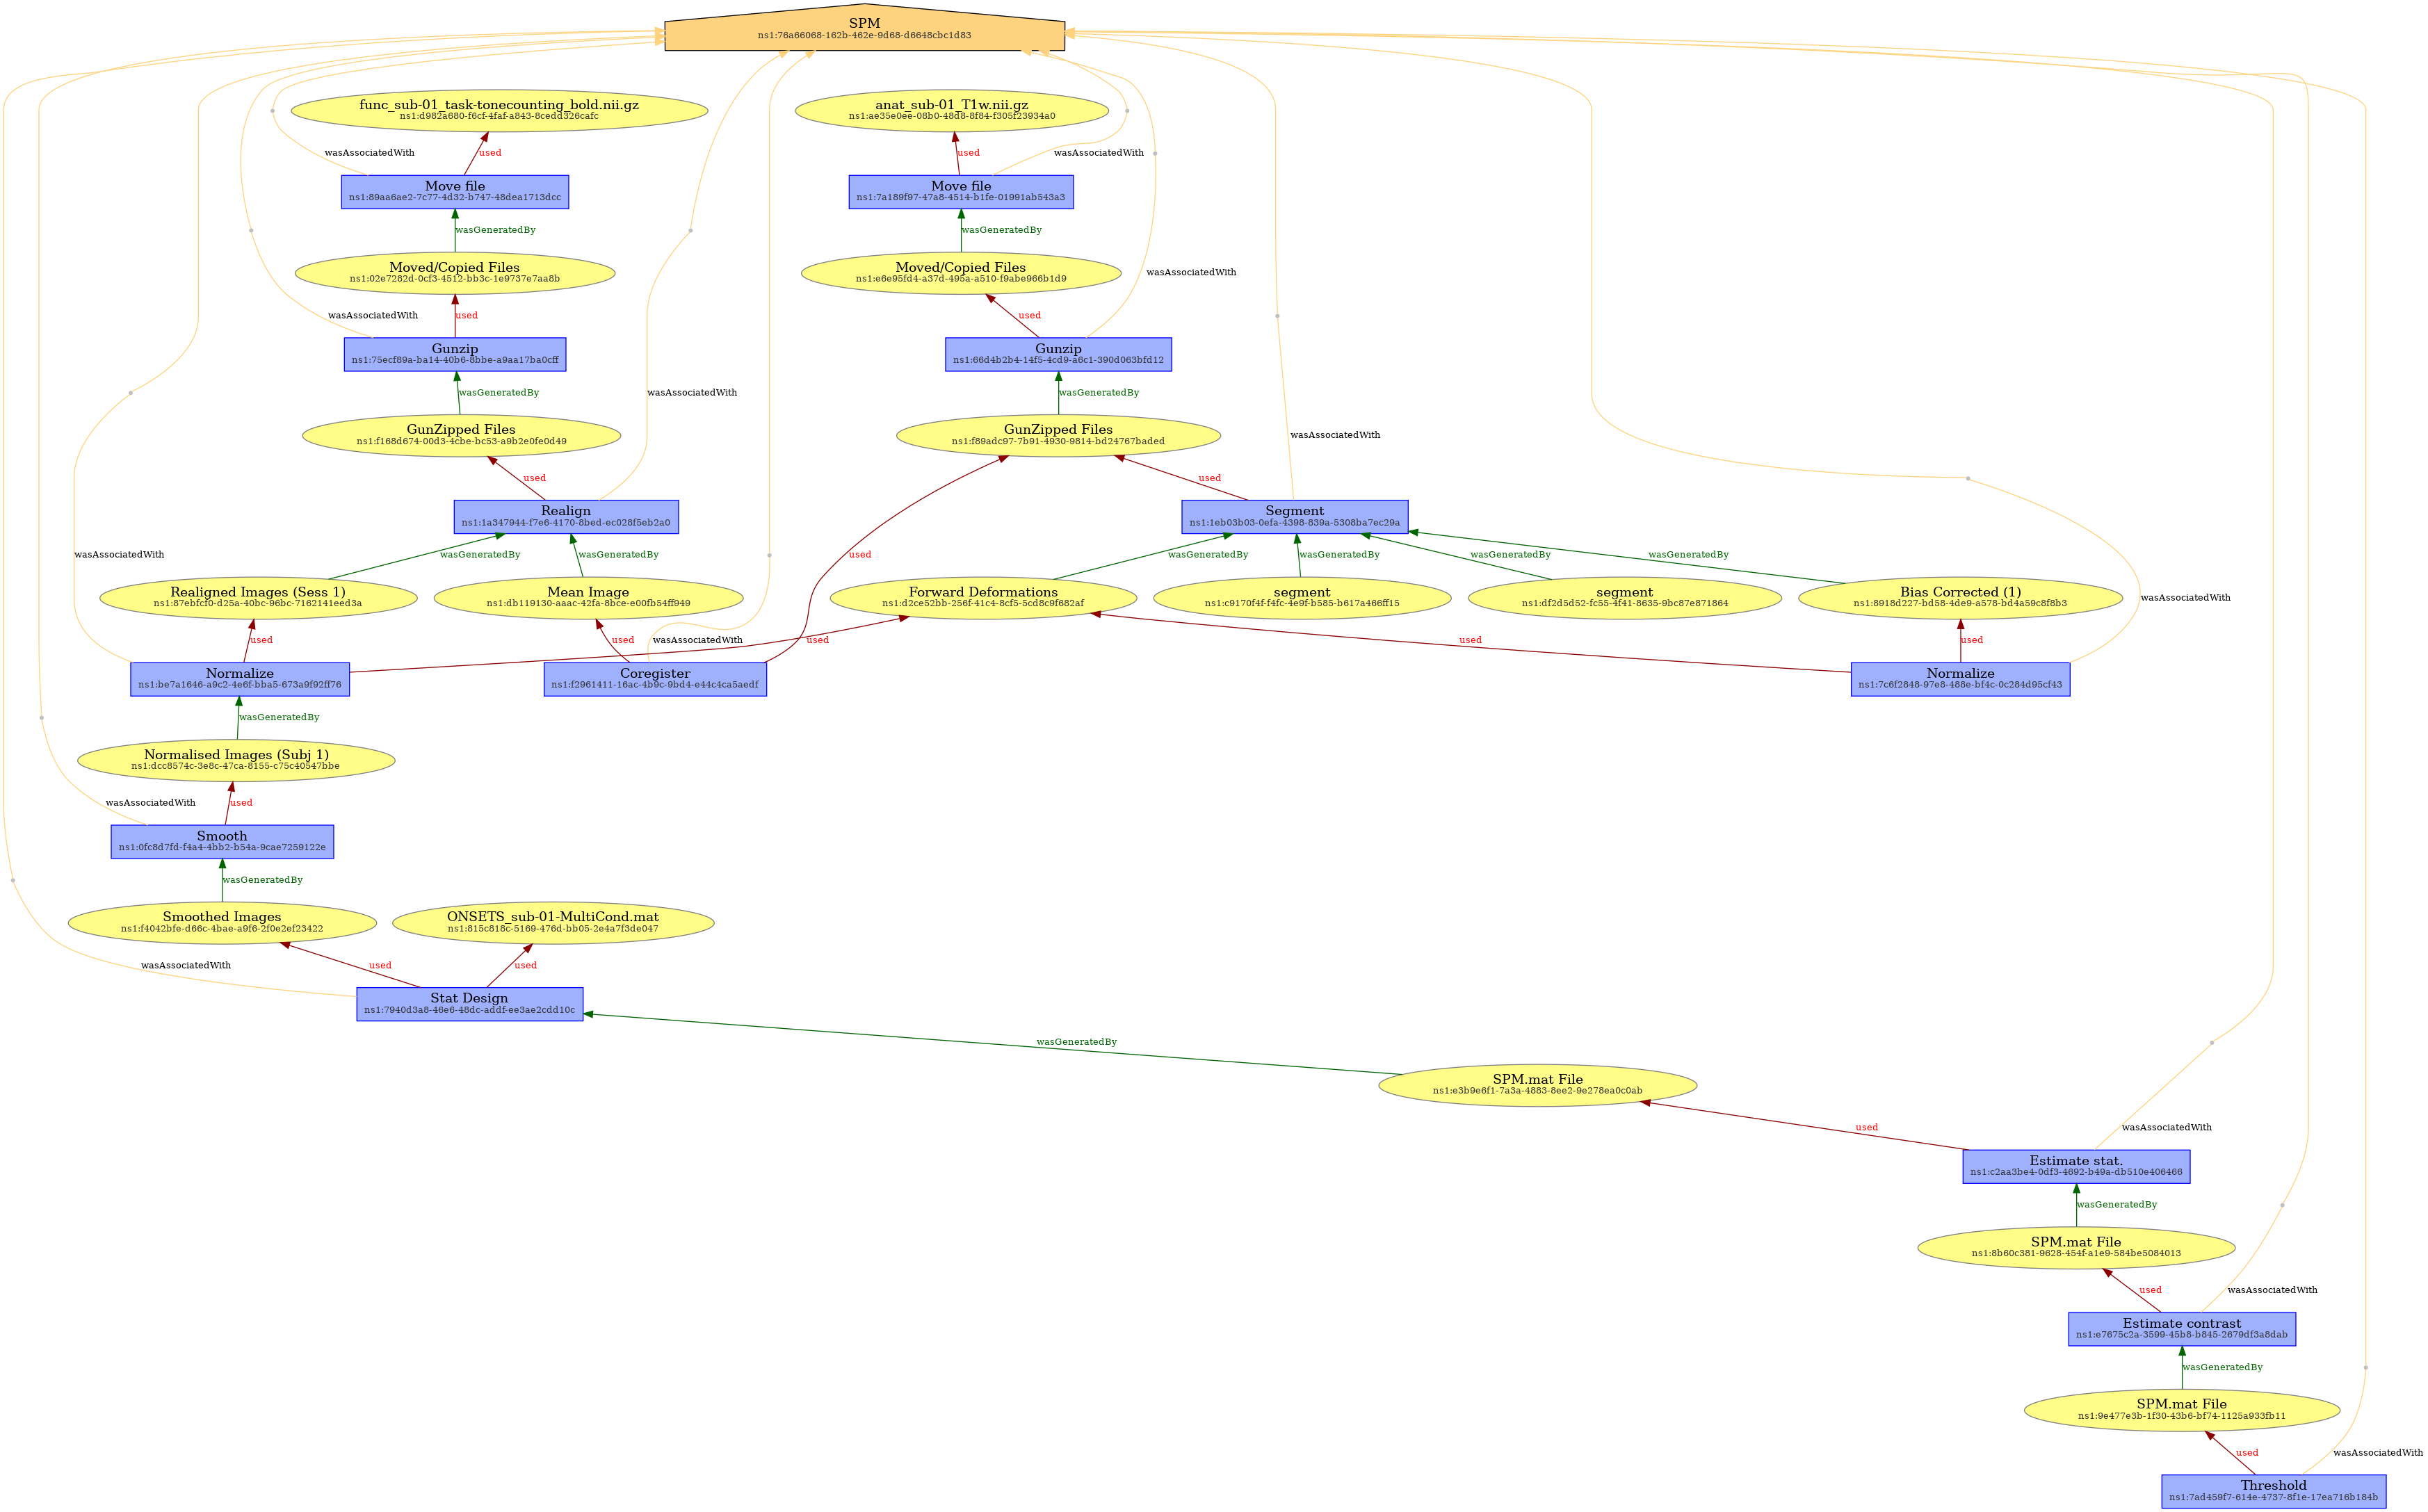 SPM
ns1:76a66068-162b-462e-9d68-d6648cbc1d83
func_sub-01_task-tonecounting_bold.nii.gz
ns1:d982a680-f6cf-4faf-a843-8cedd326cafc
anat_sub-01_T1w.nii.gz
ns1:ae35e0ee-08b0-48d8-8f84-f305f23934a0
wasAssociatedWith
used
used
wasAssociatedWith
Move file
ns1:89aa6ae2-7c77-4d32-b747-48dea1713dcc
Move file
ns1:7a189f97-47a8-4514-b1fe-01991ab543a3
wasGeneratedBy
wasGeneratedBy
Moved/Copied Files
ns1:02e7282d-0cf3-4512-bb3c-1e9737e7aa8b
Moved/Copied Files
ns1:e6e95fd4-a37d-495a-a510-f9abe966b1d9
wasAssociatedWith
wasAssociatedWith
used
used
Gunzip
ns1:75ecf89a-ba14-40b6-8bbe-a9aa17ba0cff
Gunzip
ns1:66d4b2b4-14f5-4cd9-a6c1-390d063bfd12
wasGeneratedBy
wasAssociatedWith
wasGeneratedBy
GunZipped Files
ns1:f168d674-00d3-4cbe-bc53-a9b2e0fe0d49
GunZipped Files
ns1:f89adc97-7b91-4930-9814-bd24767baded
wasAssociatedWith
used
used
Realign
ns1:1a347944-f7e6-4170-8bed-ec028f5eb2a0
Segment
ns1:1eb03b03-0efa-4398-839a-5308ba7ec29a
wasAssociatedWith
wasGeneratedBy
wasGeneratedBy
used
wasGeneratedBy
wasGeneratedBy
wasGeneratedBy
wasGeneratedBy
Realigned Images (Sess 1)
ns1:87ebfcf0-d25a-40bc-96bc-7162141eed3a
Mean Image
ns1:db119130-aaac-42fa-8bce-e00fb54ff949
Forward Deformations
ns1:d2ce52bb-256f-41c4-8cf5-5cd8c9f682af
segment
ns1:c9170f4f-f4fc-4e9f-b585-b617a466ff15
segment
ns1:df2d5d52-fc55-4f41-8635-9bc87e871864
Bias Corrected (1)
ns1:8918d227-bd58-4de9-a578-bd4a59c8f8b3
wasAssociatedWith
used
used
wasAssociatedWith
used
used
used
Normalize
ns1:be7a1646-a9c2-4e6f-bba5-673a9f92ff76
Coregister
ns1:f2961411-16ac-4b9c-9bd4-e44c4ca5aedf
Normalize
ns1:7c6f2848-97e8-488e-bf4c-0c284d95cf43
wasGeneratedBy
Normalised Images (Subj 1)
ns1:dcc8574c-3e8c-47ca-8155-c75c40547bbe
wasAssociatedWith
used
Smooth
ns1:0fc8d7fd-f4a4-4bb2-b54a-9cae7259122e
wasGeneratedBy
Smoothed Images
ns1:f4042bfe-d66c-4bae-a9f6-2f0e2ef23422
ONSETS_sub-01-MultiCond.mat
ns1:815c818c-5169-476d-bb05-2e4a7f3de047
wasAssociatedWith
used
used
Stat Design
ns1:7940d3a8-46e6-48dc-addf-ee3ae2cdd10c
wasGeneratedBy
SPM.mat File
ns1:e3b9e6f1-7a3a-4883-8ee2-9e278ea0c0ab
used
wasAssociatedWith
Estimate stat.
ns1:c2aa3be4-0df3-4692-b49a-db510e406466
wasGeneratedBy
SPM.mat File
ns1:8b60c381-9628-454f-a1e9-584be5084013
used
wasAssociatedWith
Estimate contrast
ns1:e7675c2a-3599-45b8-b845-2679df3a8dab
wasGeneratedBy
SPM.mat File
ns1:9e477e3b-1f30-43b6-bf74-1125a933fb11
used
wasAssociatedWith
Threshold
ns1:7ad459f7-614e-4737-8f1e-17ea716b184b